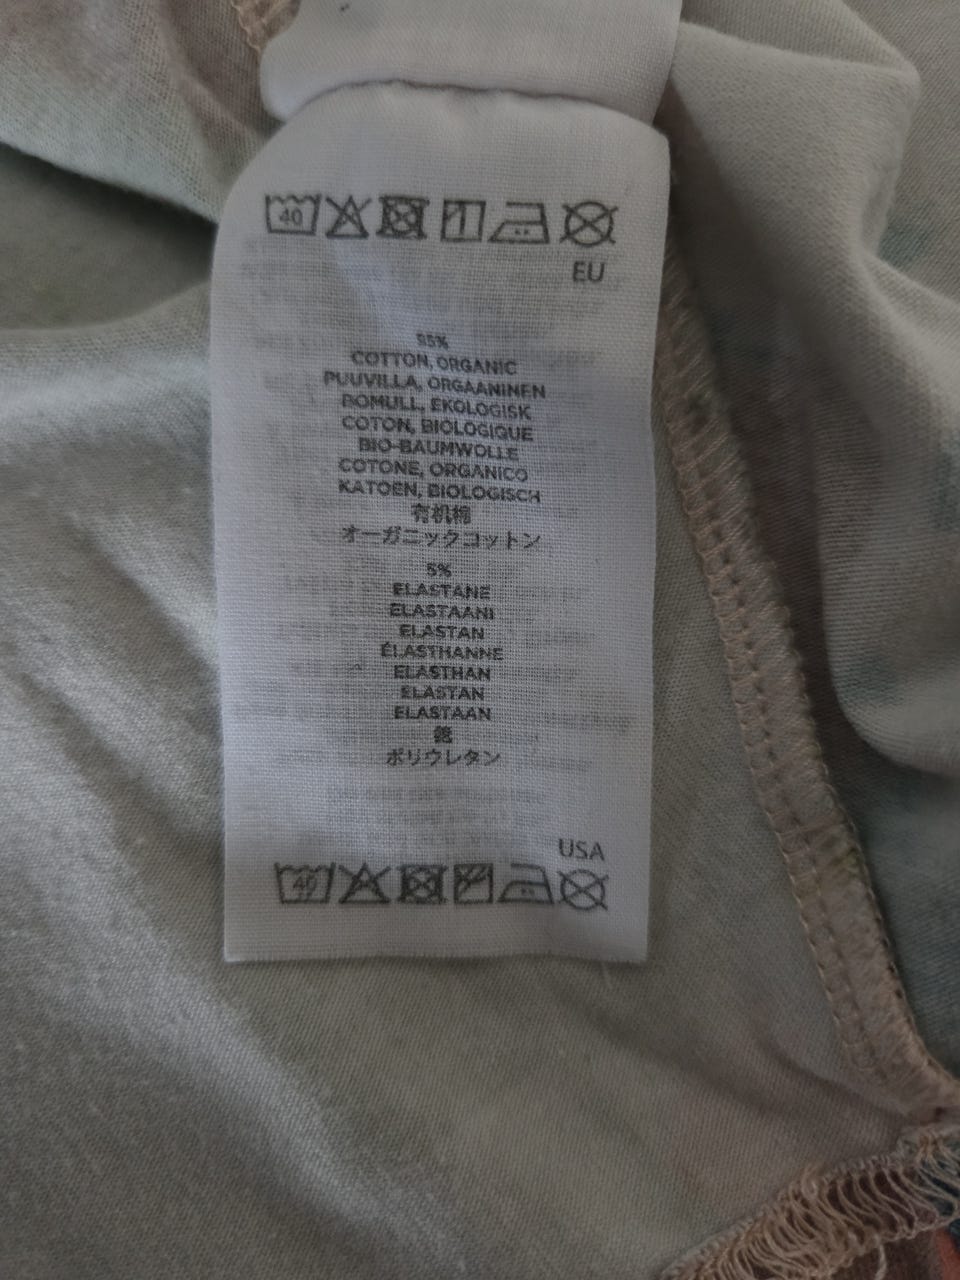 40
EU
95%
COTTON, ORGANIC
PUUVILLA, ORGAANINEN
BOMULL, EKOLOGISK
COTON, BIOLOGIQUE
BIO-BAUMWOLLE
COTONE, ORGANICO
KATOEN, BIOLOGISCH
有机棉
オーガニックコットン
5%
ELASTANE
ELASTAANI
ELASTAN
ÉLASTHANNE
ELASTHAN
ELASTAN
ELASTAAN
ポリウレタン
USA
40